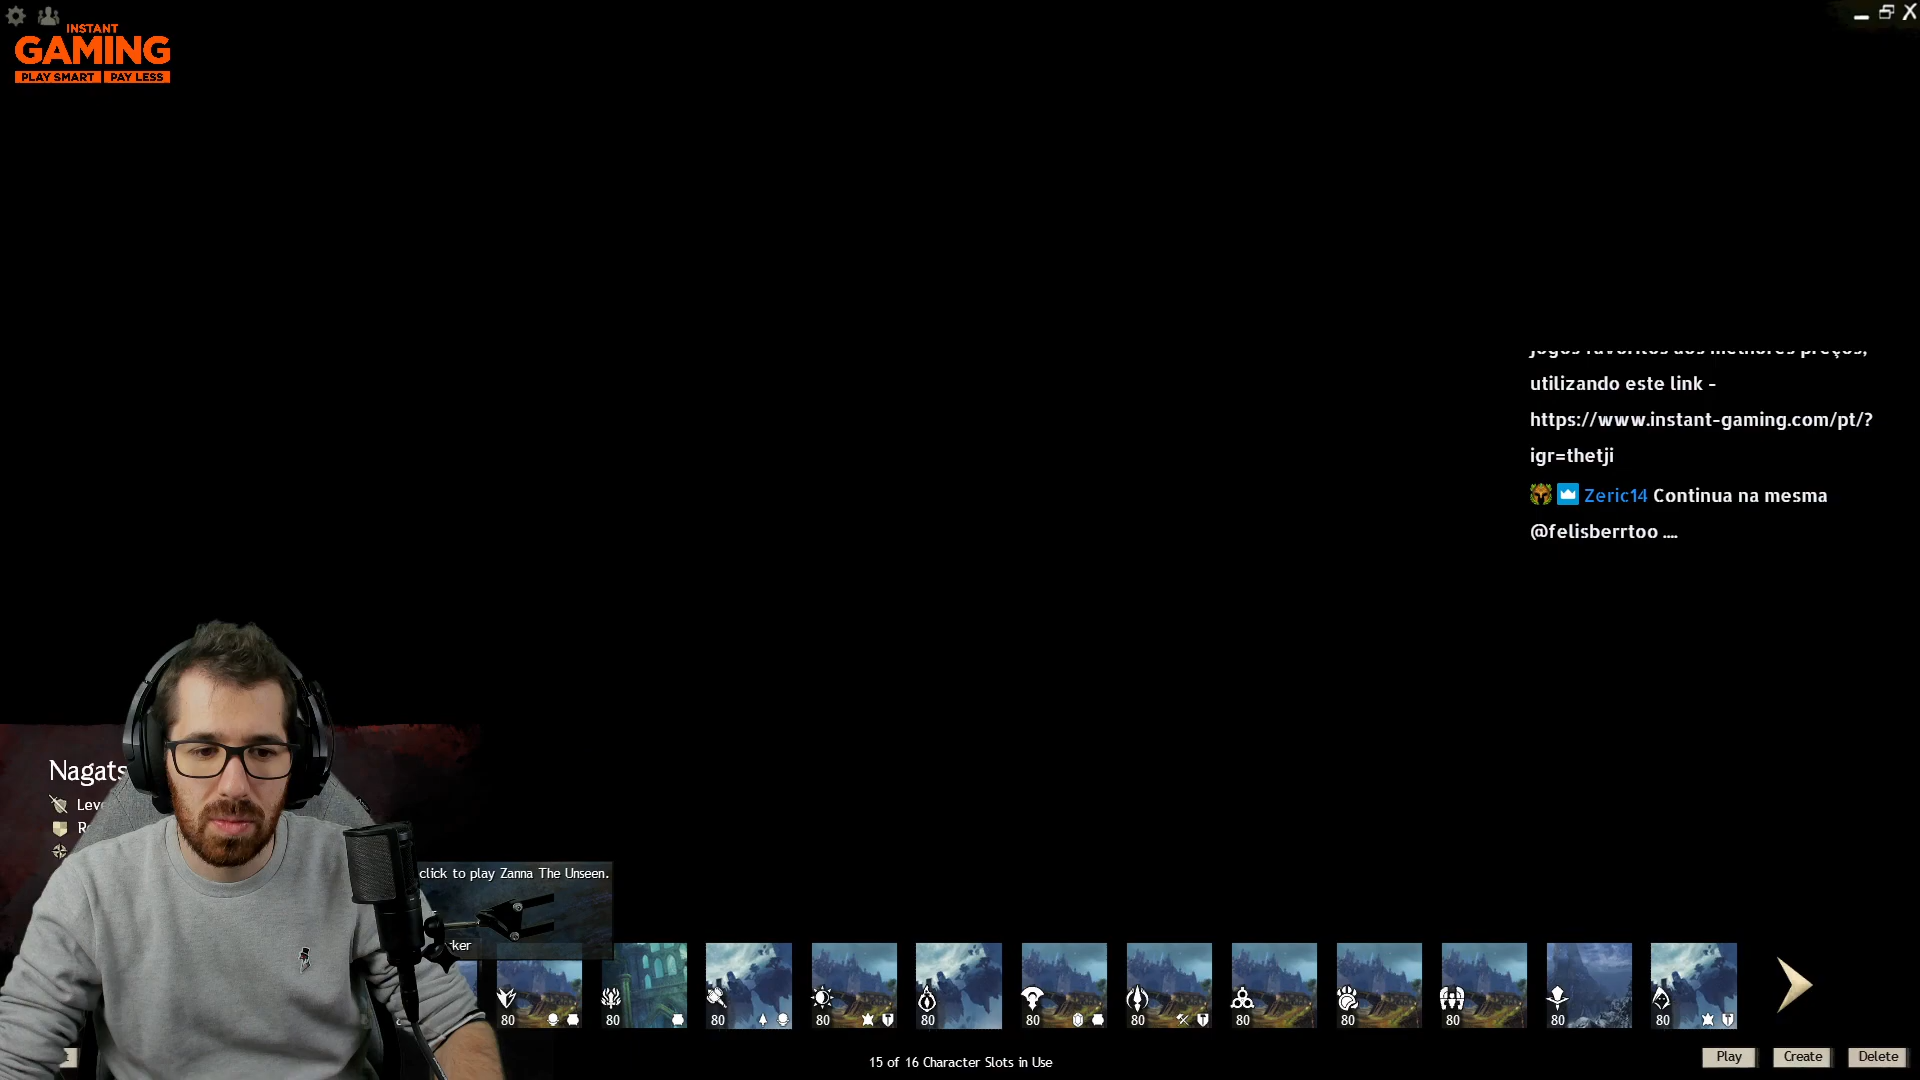 INSTANT
GAMING
PLAY SMART PAY LESS
X
utilizando este link -
https://www.instant-gaming.com/pt/?
igr=thetji
Zeric14 Continua na mesma
@felisberrtoo ....
Nagats
Leve
click to play Zanna The Unseen.
80 80 80 80 80 80 80 80 80 80 80 80
15 of 16 Character Slots in Use
Play Create Delete